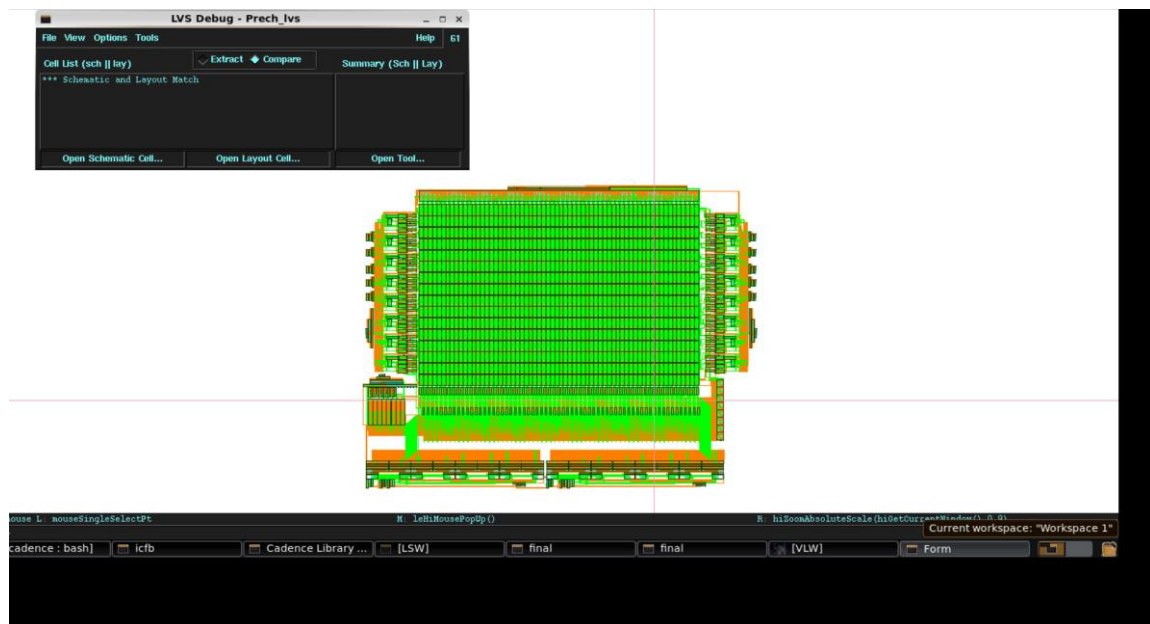 LVS Debug - Prech_lvs
File View Options Tools Help 61
Cell List (sch || lay) Extract Compare Summary (Sch || Lay)
*** Schematic and Layout Match
Open Schematic Cell... Open Layout Cell... Open Tool...
mouse L: mouseSingleSelectPt M: leHiMousePopUp() R: hiZoomAbsoluteScale(hiGetCurrentWindow() 0.9)
Current workspace: "Workspace 1"
cadence : bash] icfb Cadence Library ... [LSW] final final [VLW] Form